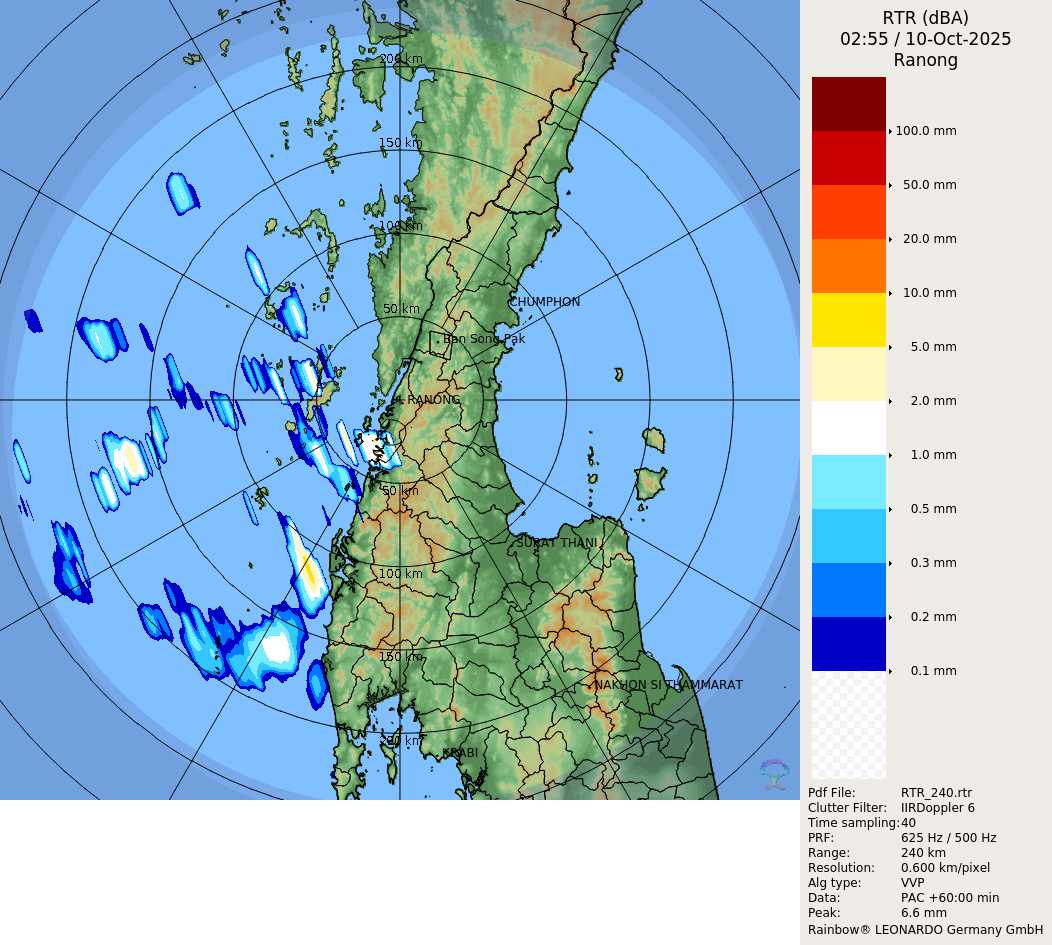 RTR (dBA)
02:55 / 10-Oct-2025
Ranong
200 km
150 km
100 km
50 km
CHUMPHON
Ban Song Pak
RANONG
50 km
SURAT THANI
100 km
150 km
NAKHON SI THAMMARAT
200 km
KRABI
100.0 mm
50.0 mm
20.0 mm
10.0 mm
5.0 mm
2.0 mm
1.0 mm
0.5 mm
0.3 mm
0.2 mm
0.1 mm
Pdf File: RTR_240.rtr
Clutter Filter: IIRDoppler 6
Time sampling: 40
PRF: 625 Hz / 500 Hz
Range: 240 km
Resolution: 0.600 km/pixel
Alg type: VVP
Data: PAC +60:00 min
Peak: 6.6 mm
Rainbow® LEONARDO Germany GmbH